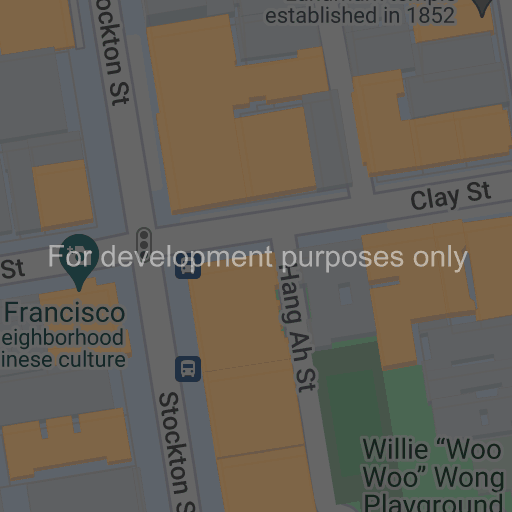 established in 1852
Stockton St
Clay St
St
For development purposes only
Francisco
eighborhood
inese culture
Hang Ah St
Stockton S
Willie “Woo
Woo” Wong
Playground